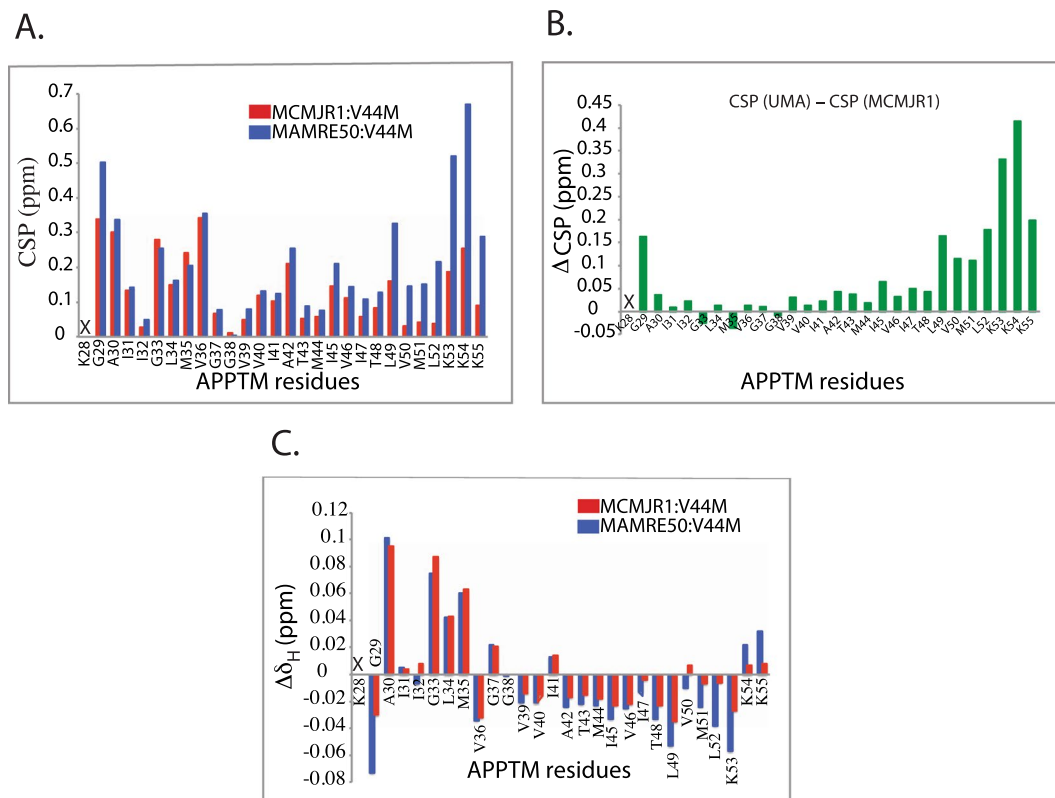 A.
0.7
0.6
0.5
0.4
0.3
0.2
0.1
0
CSP (ppm)
MCMJR1:V44M
MAMRE50:V44M
X
K28 G29 A30 I31 I32 G33 L34 M35 V36 G37 G38 V39 V40 I41 A42 T43 M44 I45 V46 I47 T48 L49 V50 M51 L52 K53 K54 K55
APPTM residues
B.
CSP (UMA) – CSP (MCMJR1)
0.45
0.4
0.35
0.3
0.25
0.2
0.15
0.1
0.05
0
-0.05
Δ CSP (ppm)
X
K28 G29 A30 I31 I32 G33 L34 M35 V36 G37 G38 V39 V40 I41 A42 T43 M44 I45 V46 I47 T48 L49 V50 M51 L52 K53 K54 K55
APPTM residues
C.
MCMJR1:V44M
MAMRE50:V44M
0.12
0.1
0.08
0.06
0.04
0.02
0
-0.02
-0.04
-0.06
-0.08
ΔδH (ppm)
X
K28 G29 A30 I31 I32 G33 L34 M35 V36 G37 G38 V39 V40 I41 A42 T43 M44 I45 V46 I47 T48 L49 V50 M51 L52 K53 K54 K55
APPTM residues